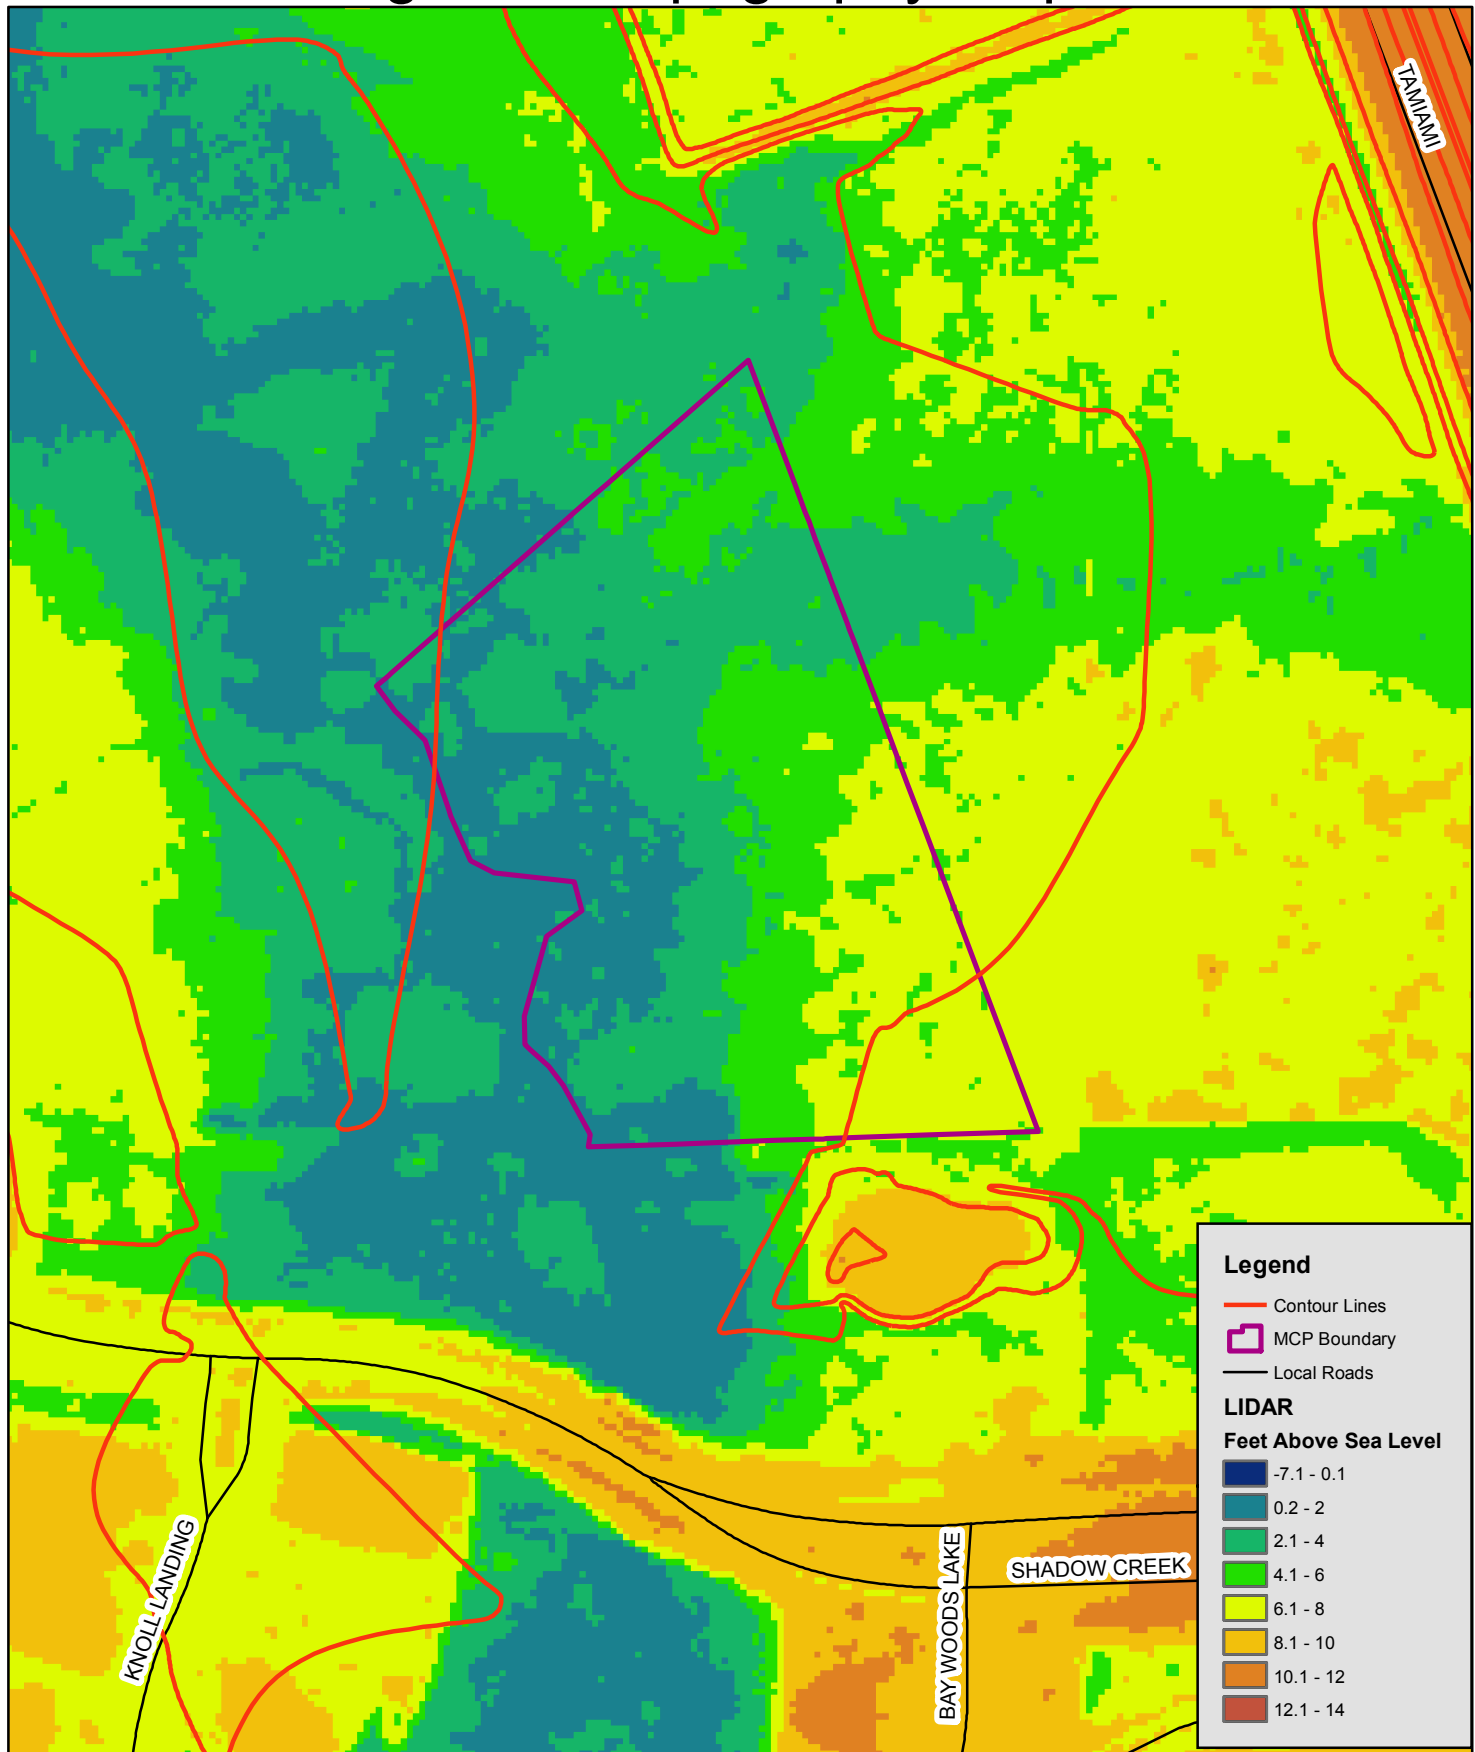 TAMIAMI
Legend
Contour Lines
MCP Boundary
Local Roads
LIDAR
Feet Above Sea Level
-7.1 - 0.1
0.2 - 2
2.1 - 4
4.1 - 6
6.1 - 8
8.1 - 10
10.1 - 12
12.1 - 14
KNOLL LANDING
BAY WOODS LAKE
SHADOW CREEK